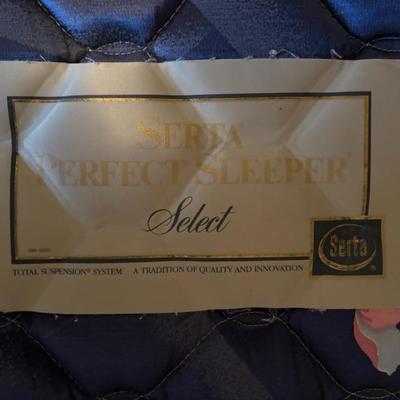 SERTA®
PERFECT SLEEPER®
Select
Serta®
TOTAL SUSPENSION® SYSTEM A TRADITION OF QUALITY AND INNOVATION